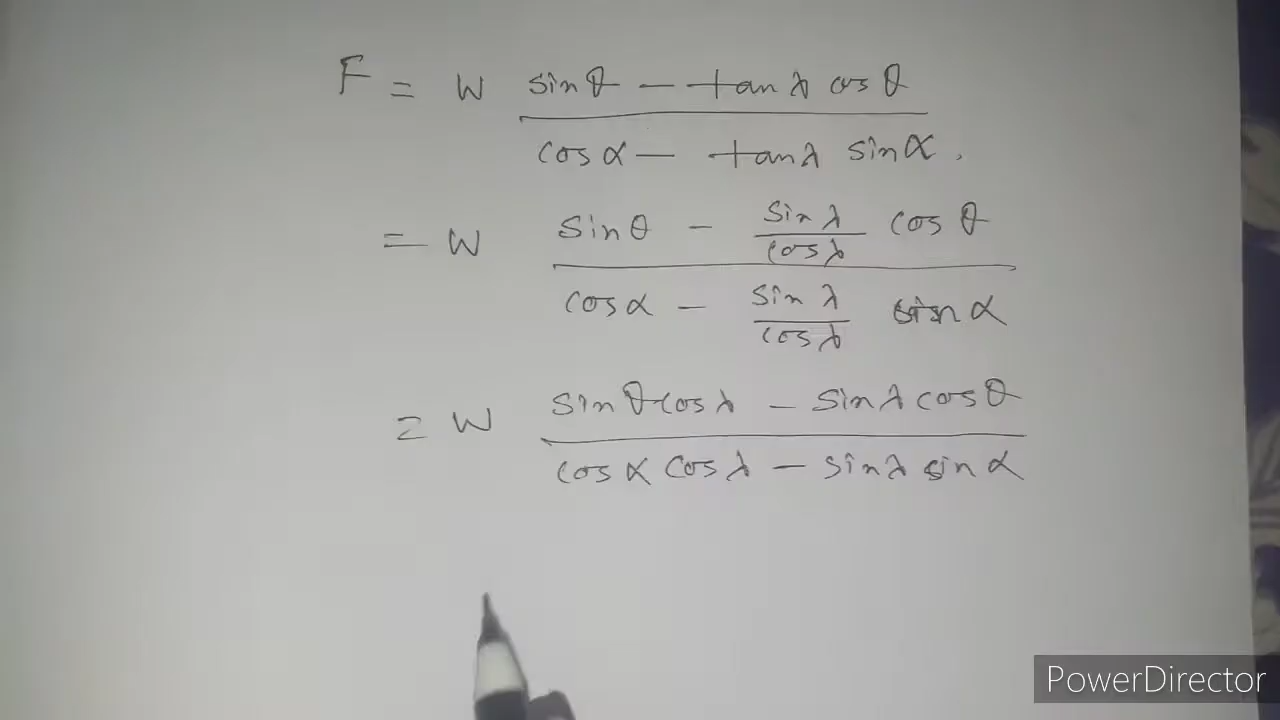 F = W (sinθ - tanλ cosθ) / (cosα - tanλ sinα).
= W (sinθ - (sinλ / cosλ) cosθ) / (cosα - (sinλ / cosλ) sinα)
= W (sinθ cosλ - sinλ cosθ) / (cosα cosλ - sinλ sinα)
PowerDirector